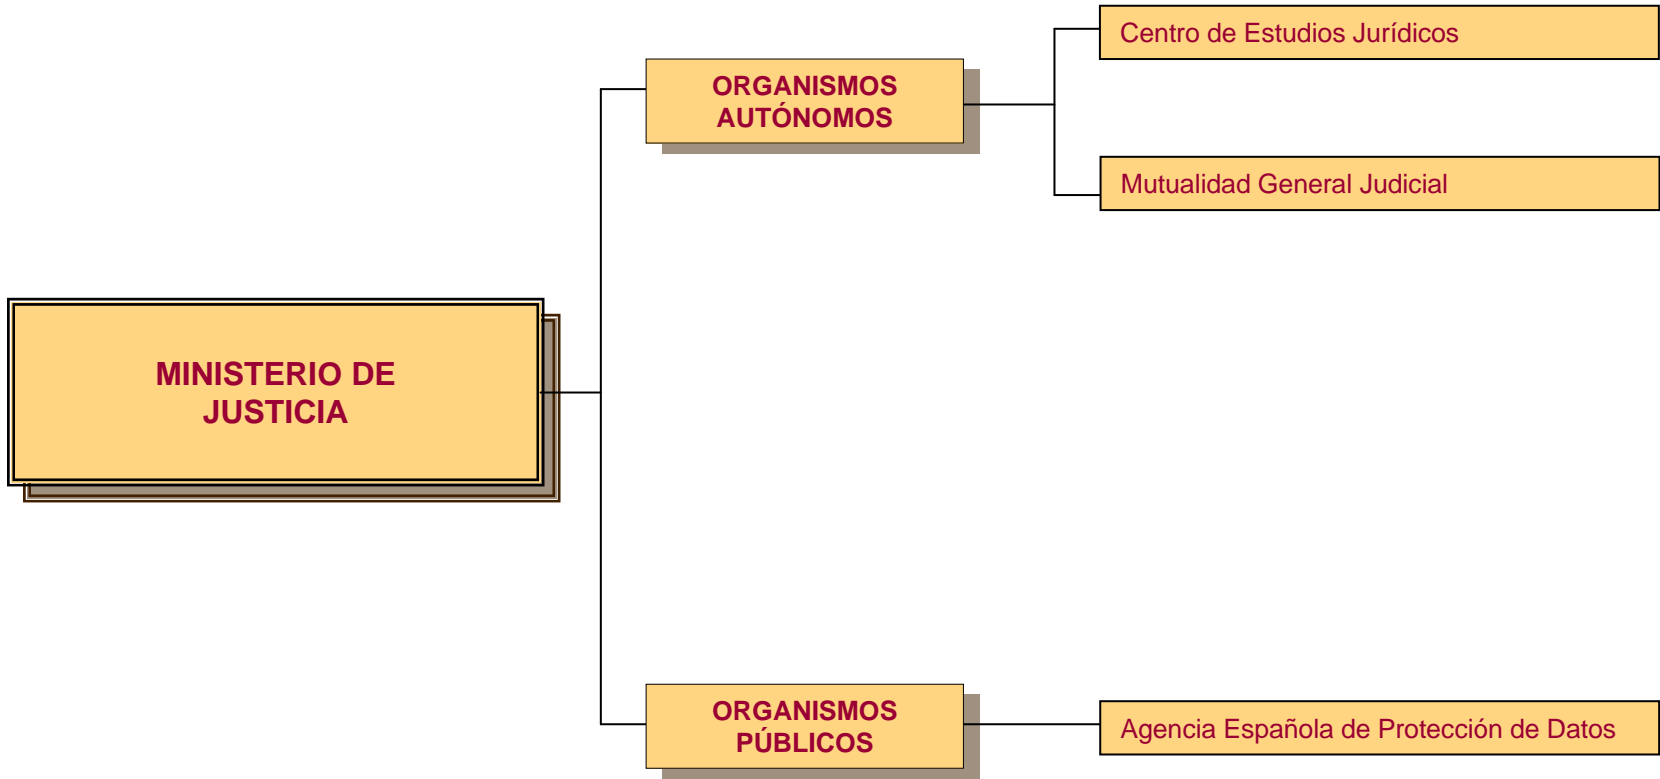 Centro de Estudios Jurídicos
ORGANISMOS
AUTÓNOMOS
Mutualidad General Judicial
MINISTERIO DE
JUSTICIA
ORGANISMOS
PÚBLICOS
Agencia Española de Protección de Datos